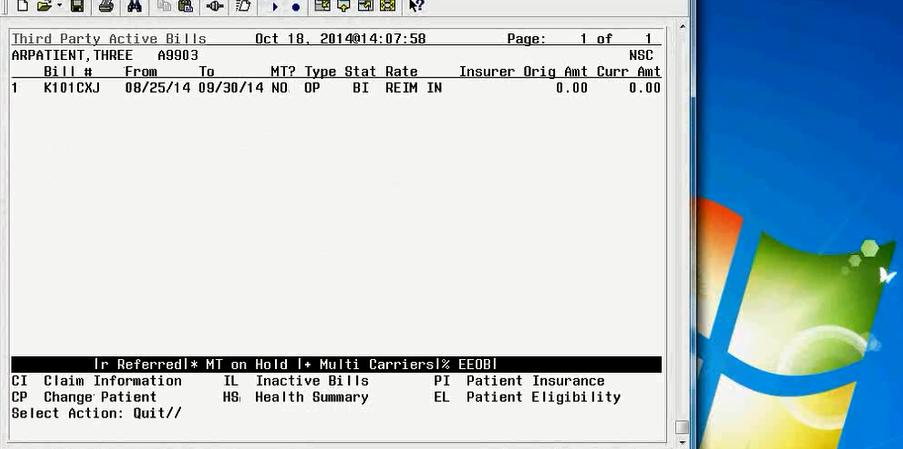 Third Party Active Bills Oct 18, 2014@14:07:58 Page: 1 of 1
ARPATIENT,THREE A9903 NSC
Bill # From To MT? Type Stat Rate Insurer Orig Amt Curr Amt
1 K101CXJ 08/25/14 09/30/14 NO OP BI REIM IN 0.00 0.00
|r Referred|* MT on Hold |+ Multi Carriers|% EEOB|
CI Claim Information IL Inactive Bills PI Patient Insurance
CP Change Patient HS Health Summary EL Patient Eligibility
Select Action: Quit//